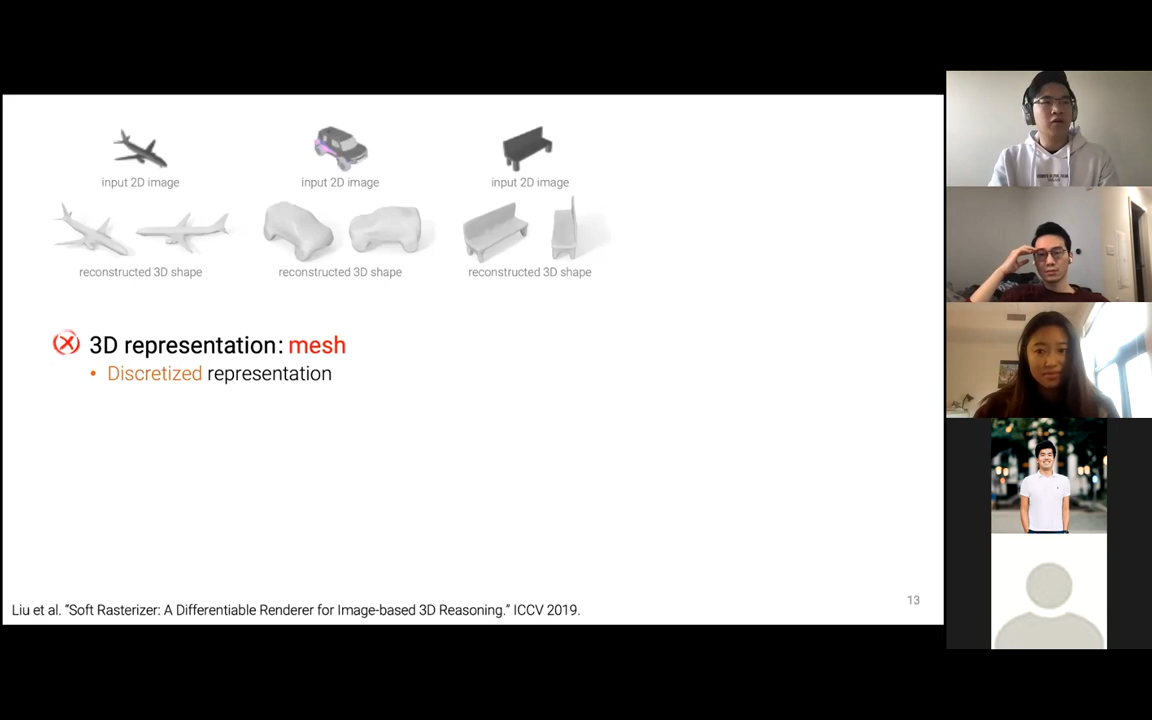 input 2D image
input 2D image
input 2D image
reconstructed 3D shape
reconstructed 3D shape
reconstructed 3D shape
3D representation: mesh
• Discretized representation
Liu et al. “Soft Rasterizer: A Differentiable Renderer for Image-based 3D Reasoning.” ICCV 2019.
13